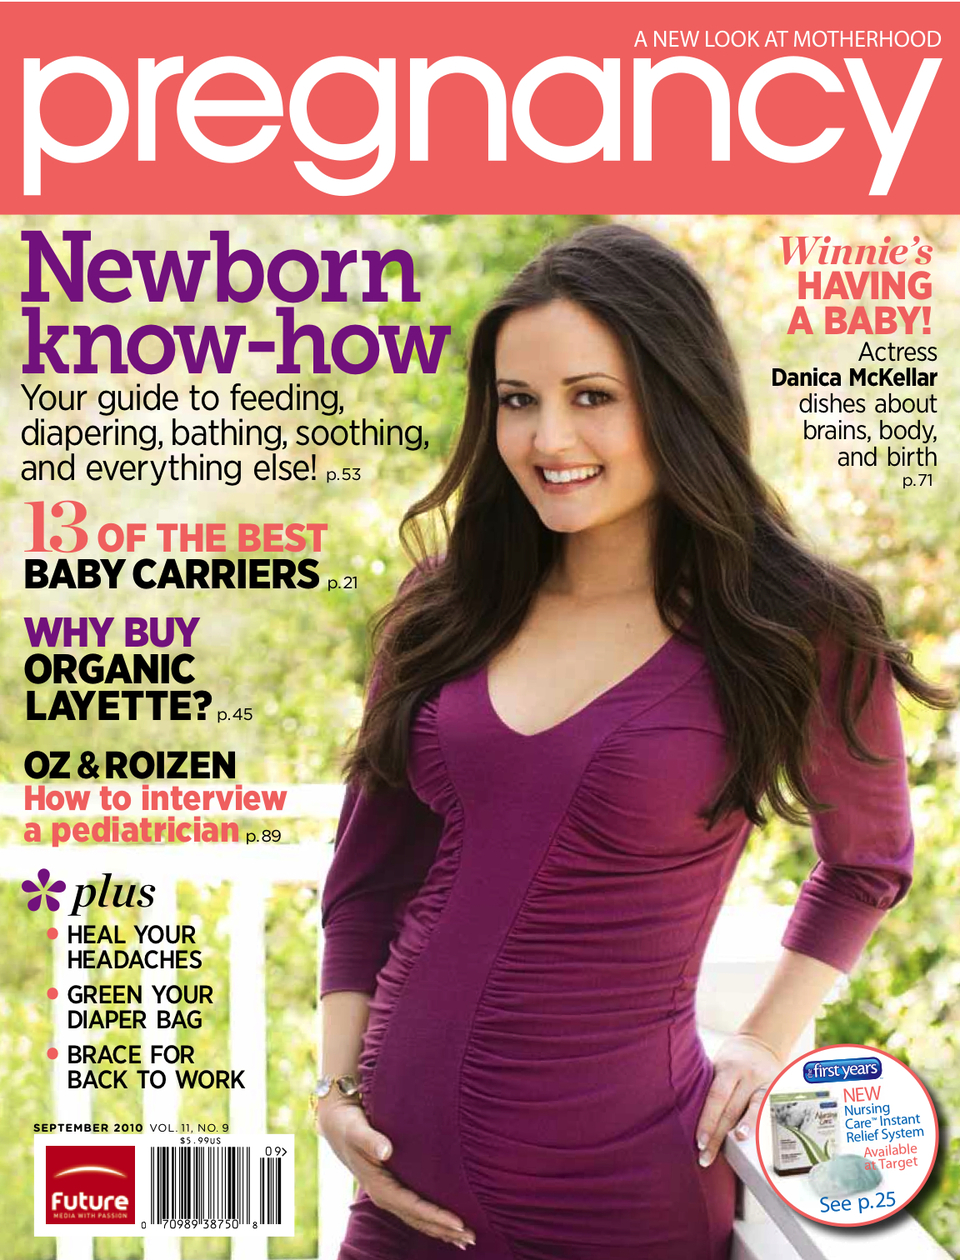 A NEW LOOK AT MOTHERHOOD
pregnancy
Newborn
know-how
Your guide to feeding,
diapering, bathing, soothing,
and everything else! p.53
13 OF THE BEST
BABY CARRIERS p.21
WHY BUY
ORGANIC
LAYETTE? p.45
OZ & ROIZEN
How to interview
a pediatrician p.89
* plus
• HEAL YOUR
HEADACHES
• GREEN YOUR
DIAPER BAG
• BRACE FOR
BACK TO WORK
Winnie's
HAVING
A BABY!
Actress
Danica McKellar
dishes about
brains, body,
and birth
p.71
SEPTEMBER 2010 VOL. 11, NO. 9
$5.99US
09>
Future
MEDIA WITH PASSION
0 70989 38750 8
the first years
NEW
Nursing
Care™ Instant
Relief System
Available
at Target
See p.25